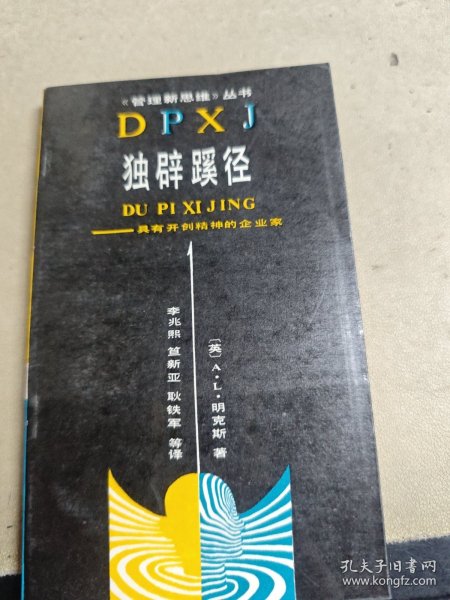 《管理新思维》丛书
DPXJ
独辟蹊径
DU PI XI JING
——具有开创精神的企业家
〔英〕A·L·明克斯 著
李兆熙 笪新亚 耿铁军 等译
孔夫子旧书网
www.kongfz.com